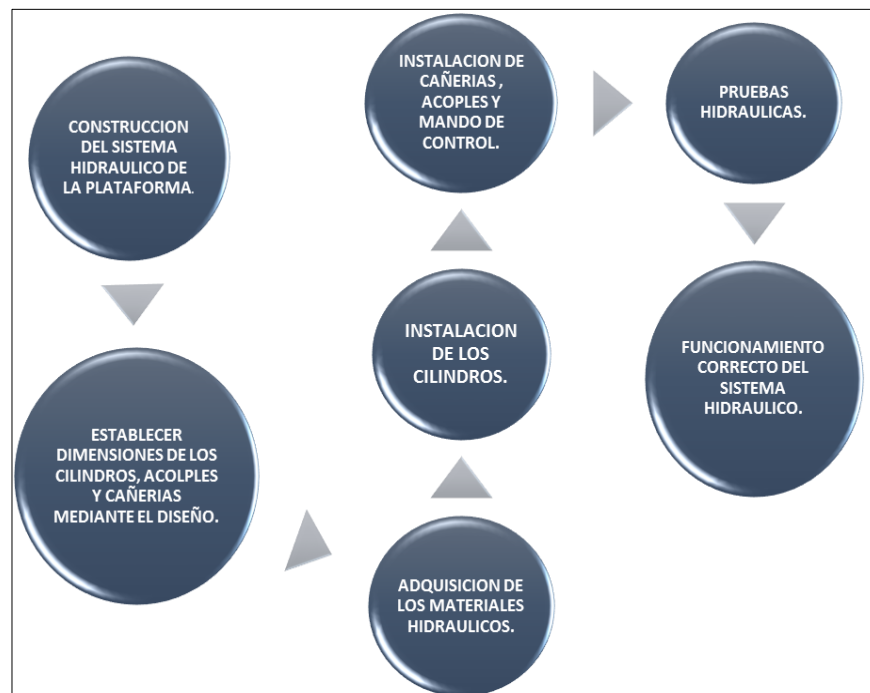 CONSTRUCCION
DEL SISTEMA
HIDRAULICO DE
LA PLATAFORMA.
ESTABLECER
DIMENSIONES DE LOS
CILINDROS, ACOLPLES
Y CAÑERIAS
MEDIANTE EL DISEÑO.
ADQUISICION DE
LOS MATERIALES
HIDRAULICOS.
INSTALACION
DE LOS
CILINDROS.
INSTALACION DE
CAÑERIAS ,
ACOPLES Y
MANDO DE
CONTROL.
PRUEBAS
HIDRAULICAS.
FUNCIONAMIENTO
CORRECTO DEL
SISTEMA
HIDRAULICO.